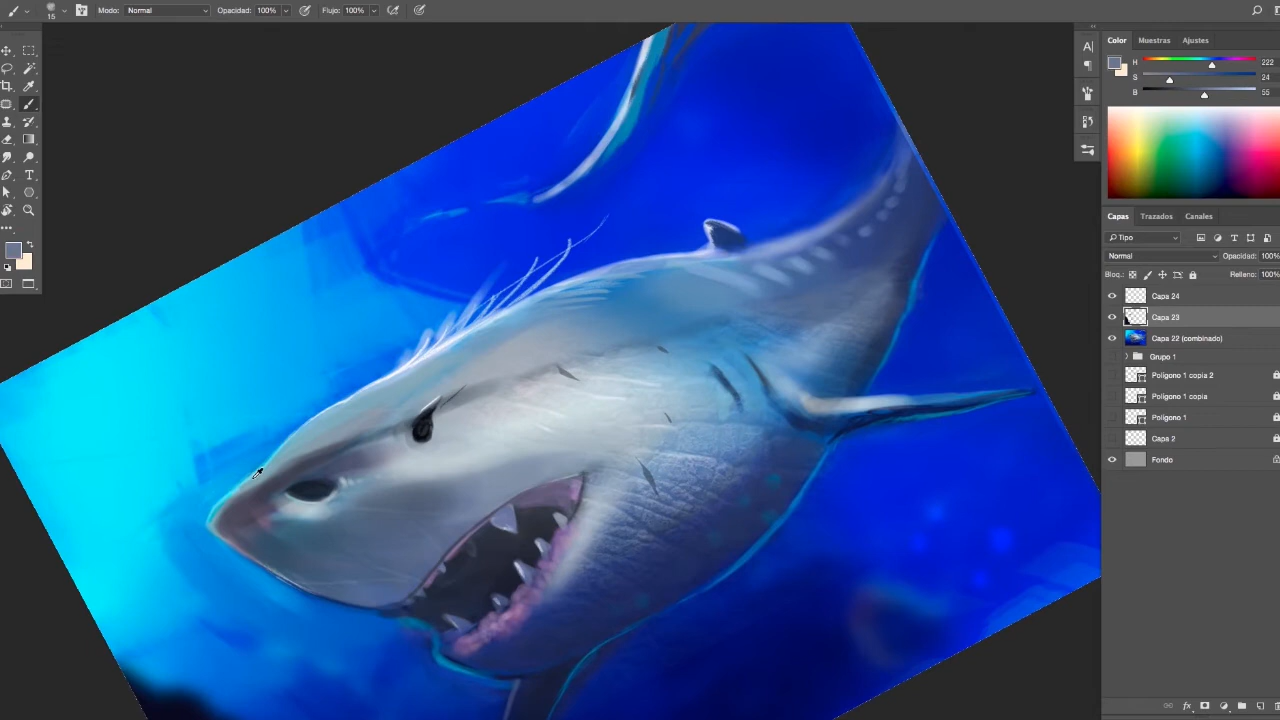 15 Modo: Normal Opacidad: 100% Flujo: 100%
Color Muestras Ajustes
H 222
S 24
B 55
Capas Trazados Canales
Tipo
Normal Opacidad: 100%
Bloq.: Relleno: 100%
Capa 24
Capa 23
Capa 22 (combinado)
Grupo 1
Polígono 1 copia 2
Polígono 1 copia
Polígono 1
Capa 2
Fondo
fx